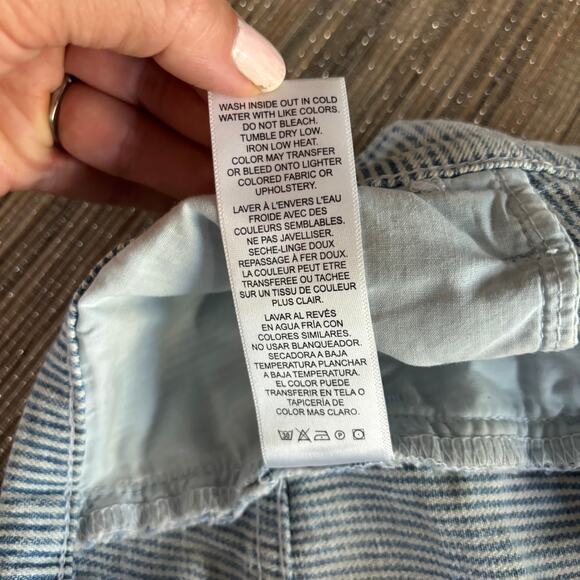 WASH INSIDE OUT IN COLD
WATER WITH LIKE COLORS.
DO NOT BLEACH.
TUMBLE DRY LOW.
IRON LOW HEAT.
COLOR MAY TRANSFER
OR BLEED ONTO LIGHTER
COLORED FABRIC OR
UPHOLSTERY.
LAVER À L'ENVERS L'EAU
FROIDE AVEC DES
COULEURS SEMBLABLES.
NE PAS JAVELLISER.
SECHE-LINGE DOUX
REPASSAGE À FER DOUX.
LA COULEUR PEUT ETRE
TRANSFEREE OU TACHETE
SUR UN TISSU DE COULEUR
PLUS CLAIR.
LAVAR AL REVÉS
EN AGUA FRÍA CON
COLORES SIMILARES.
NO USAR BLANQUEADOR.
SECADORA A BAJA
TEMPERATURA PLANCHAR
A BAJA TEMPERATURA.
EL COLOR PUEDE
TRANSFERIR EN TELA O
TAPICERÍA DE
COLOR MAS CLARO.